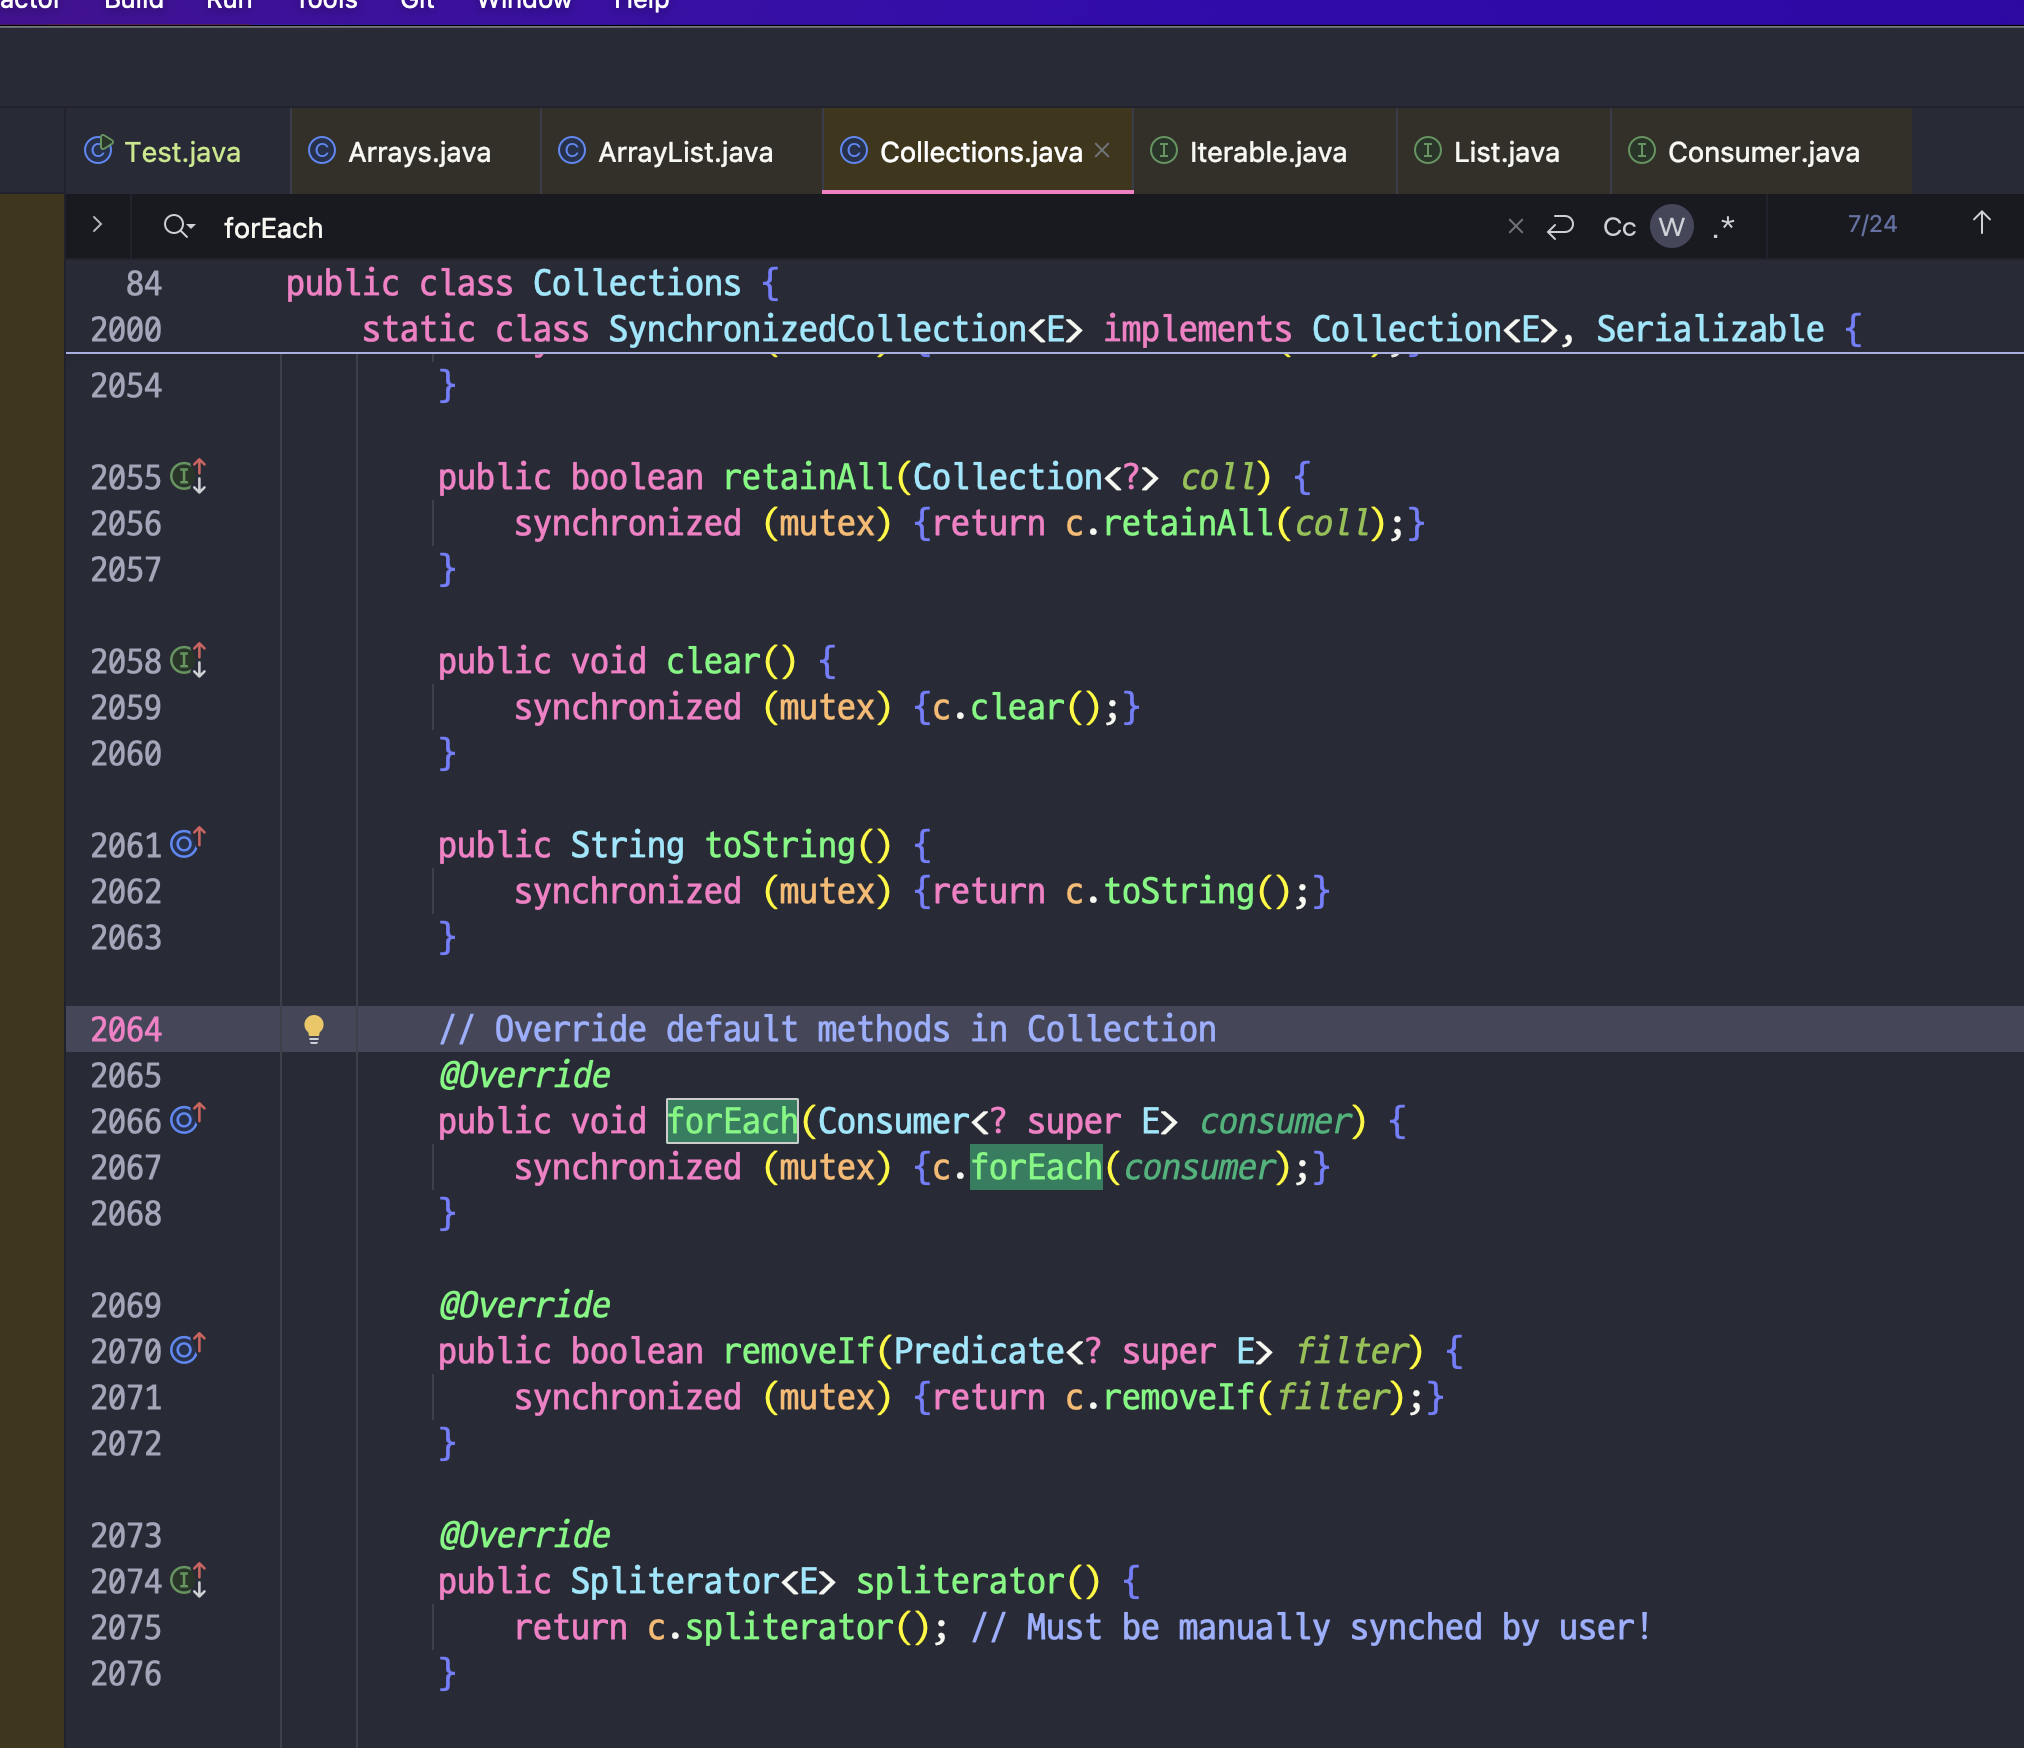 Build Run Tools Git Window Help
Test.java Arrays.java ArrayList.java Collections.java Iterable.java List.java Consumer.java
forEach Cc W .* 7/24
84 public class Collections {
2000 static class SynchronizedCollection<E> implements Collection<E>, Serializable {
2054 }
2055 public boolean retainAll(Collection<?> coll) {
2056 synchronized (mutex) {return c.retainAll(coll);}
2057 }
2058 public void clear() {
2059 synchronized (mutex) {c.clear();}
2060 }
2061 public String toString() {
2062 synchronized (mutex) {return c.toString();}
2063 }
2064 // Override default methods in Collection
2065 @Override
2066 public void forEach(Consumer<? super E> consumer) {
2067 synchronized (mutex) {c.forEach(consumer);}
2068 }
2069 @Override
2070 public boolean removeIf(Predicate<? super E> filter) {
2071 synchronized (mutex) {return c.removeIf(filter);}
2072 }
2073 @Override
2074 public Spliterator<E> spliterator() {
2075 return c.spliterator(); // Must be manually synched by user!
2076 }